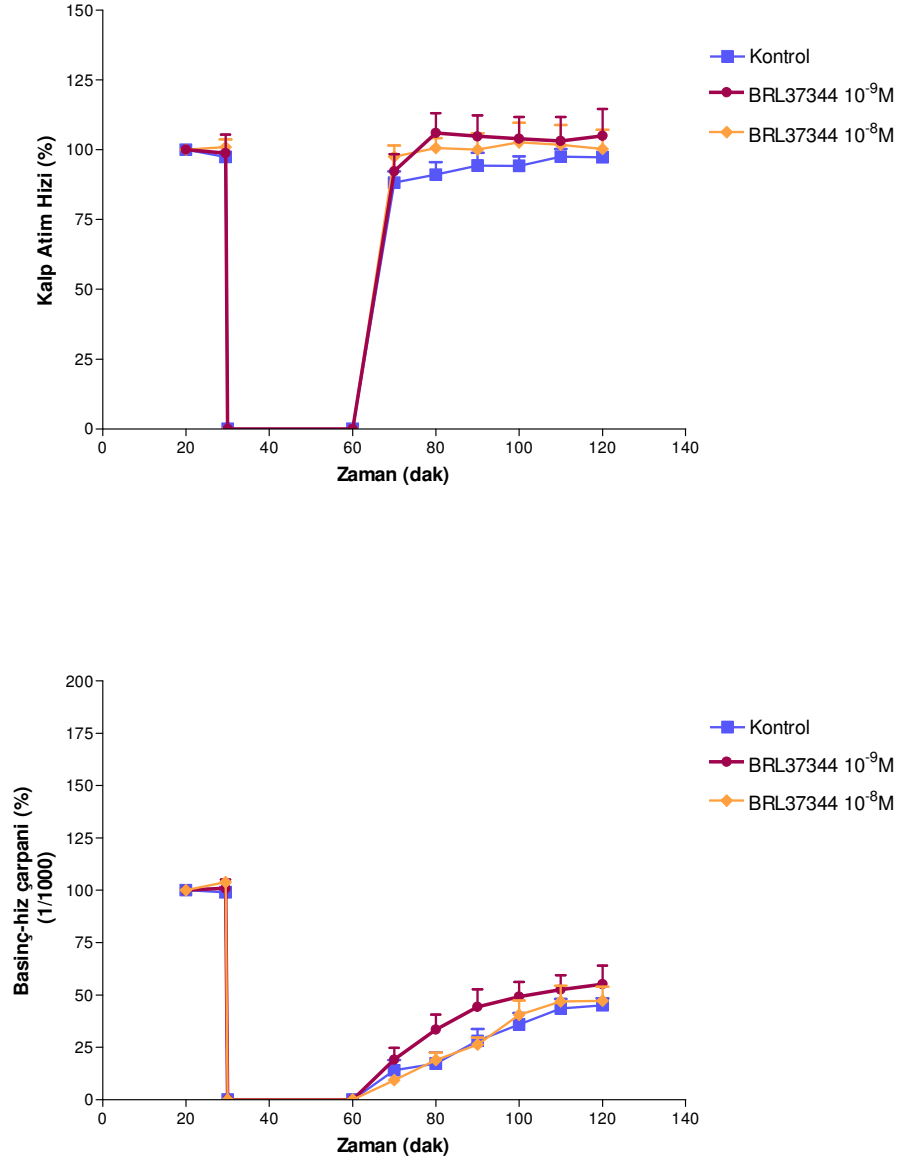 150
125
100
75
50
25
0
Kalp Atim Hizi (%)
0 20 40 60 80 100 120 140
Zaman (dak)
Kontrol
BRL37344 10⁻⁹M
BRL37344 10⁻⁸M
200
175
150
125
100
75
50
25
0
Basinç-hiz çarpani (%)
(1/1000)
0 20 40 60 80 100 120 140
Zaman (dak)
Kontrol
BRL37344 10⁻⁹M
BRL37344 10⁻⁸M